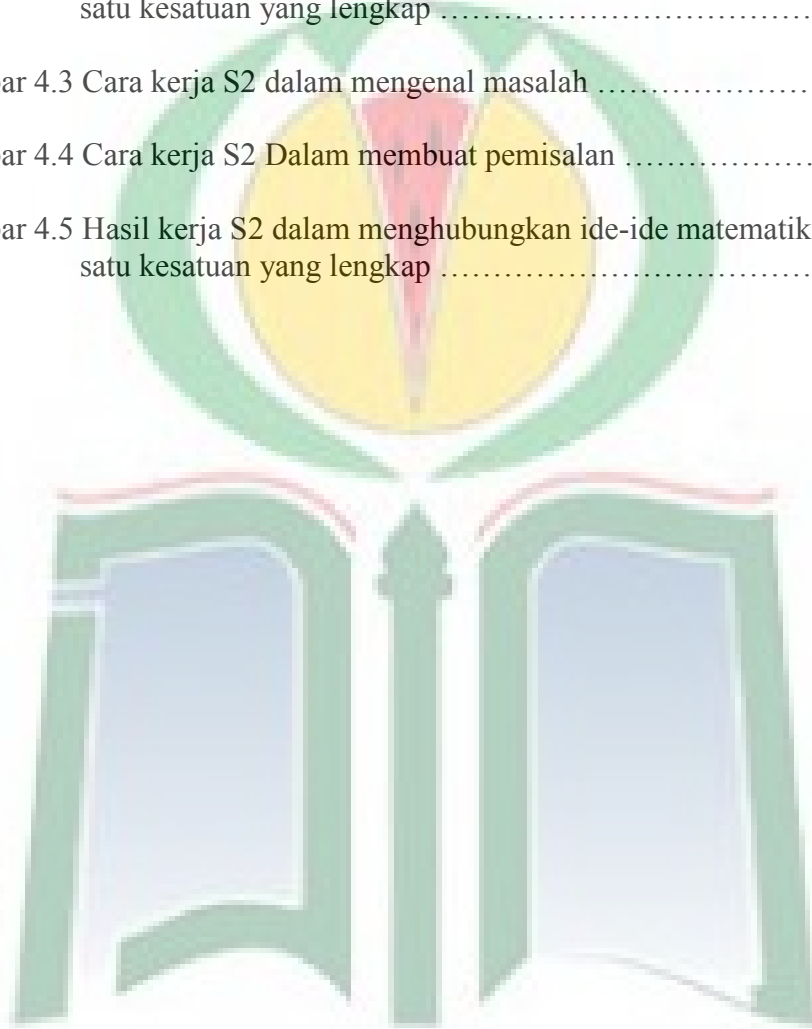 satu kesatuan yang lengkap ……………………………
ar 4.3 Cara kerja S2 dalam mengenal masalah …………………
ar 4.4 Cara kerja S2 Dalam membuat pemisalan ………………
ar 4.5 Hasil kerja S2 dalam menghubungkan ide-ide matematik
satu kesatuan yang lengkap ……………………………